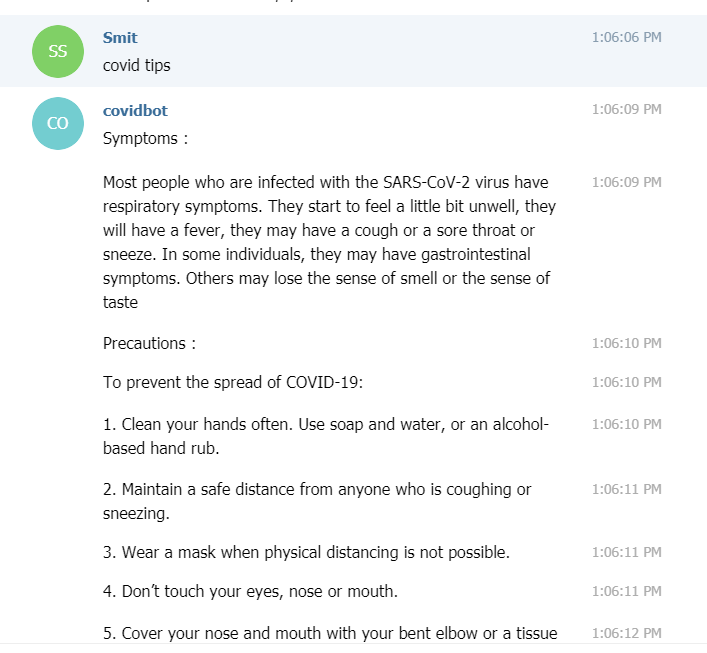 SS
Smit
1:06:06 PM
covid tips
CO
covidbot
1:06:09 PM
Symptoms :
Most people who are infected with the SARS-CoV-2 virus have
1:06:09 PM
respiratory symptoms. They start to feel a little bit unwell, they
will have a fever, they may have a cough or a sore throat or
sneeze. In some individuals, they may have gastrointestinal
symptoms. Others may lose the sense of smell or the sense of
taste
Precautions :
1:06:10 PM
To prevent the spread of COVID-19:
1:06:10 PM
1. Clean your hands often. Use soap and water, or an alcohol-
1:06:10 PM
based hand rub.
2. Maintain a safe distance from anyone who is coughing or
1:06:11 PM
sneezing.
3. Wear a mask when physical distancing is not possible.
1:06:11 PM
4. Don’t touch your eyes, nose or mouth.
1:06:11 PM
5. Cover your nose and mouth with your bent elbow or a tissue
1:06:12 PM